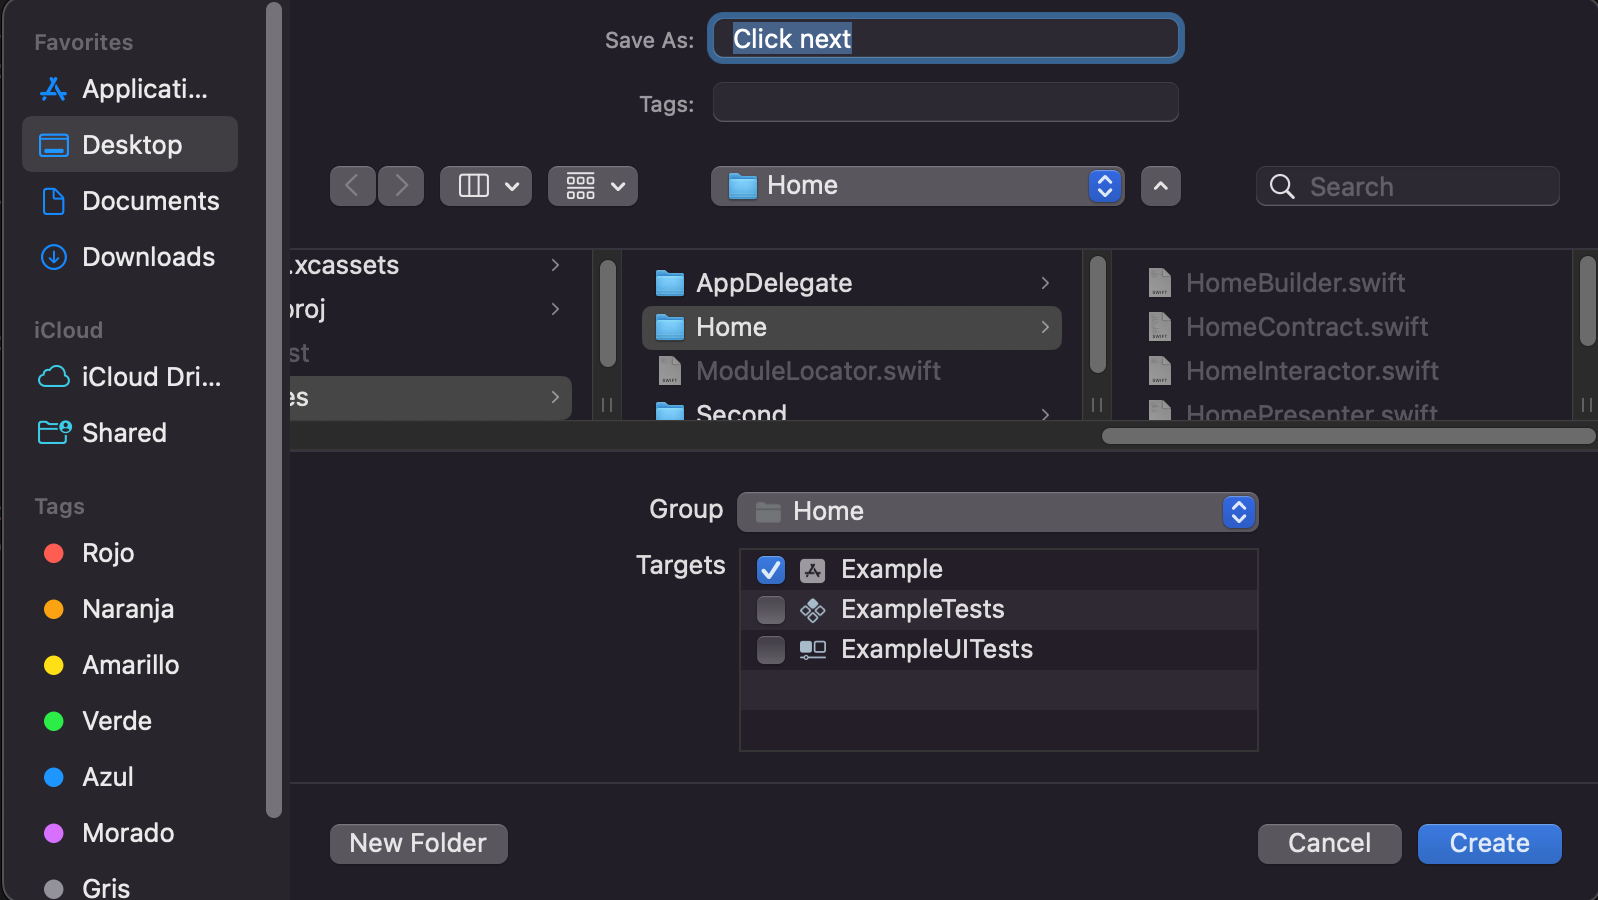 Favorites
Applicati...
Desktop
Documents
Downloads
iCloud
iCloud Dri...
Shared
Tags
Rojo
Naranja
Amarillo
Verde
Azul
Morado
Gris
Save As: Click next
Tags:
Home
Search
.xcassets
proj
st
es
AppDelegate
Home
ModuleLocator.swift
Second
HomeBuilder.swift
HomeContract.swift
HomeInteractor.swift
HomePresenter.swift
Group Home
Targets
Example
ExampleTests
ExampleUITests
New Folder
Cancel
Create